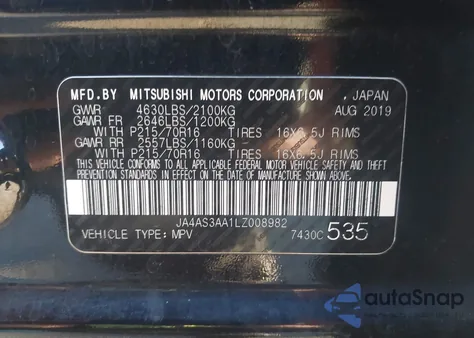 MFD.BY MITSUBISHI MOTORS CORPORATION , JAPAN
GVWR 4630LBS/2100KG AUG 2019
GAWR FR 2646LBS/1200KG
WITH P215/70R16 TIRES 16X6.5J RIMS
GAWR RR 2557LBS/1160KG
WITH P215/70R16 TIRES 16X6.5J RIMS
THIS VEHICLE CONFORMS TO ALL APPLICABLE FEDERAL
MOTOR VEHICLE SAFETY AND THEFT PREVENTION
STANDARDS IN EFFECT ON THE DATE OF MANUFACTURE
SHOWN ABOVE.
JA4AS3AA1LZ008982
VEHICLE TYPE: MPV 7430C 535
autoSnap